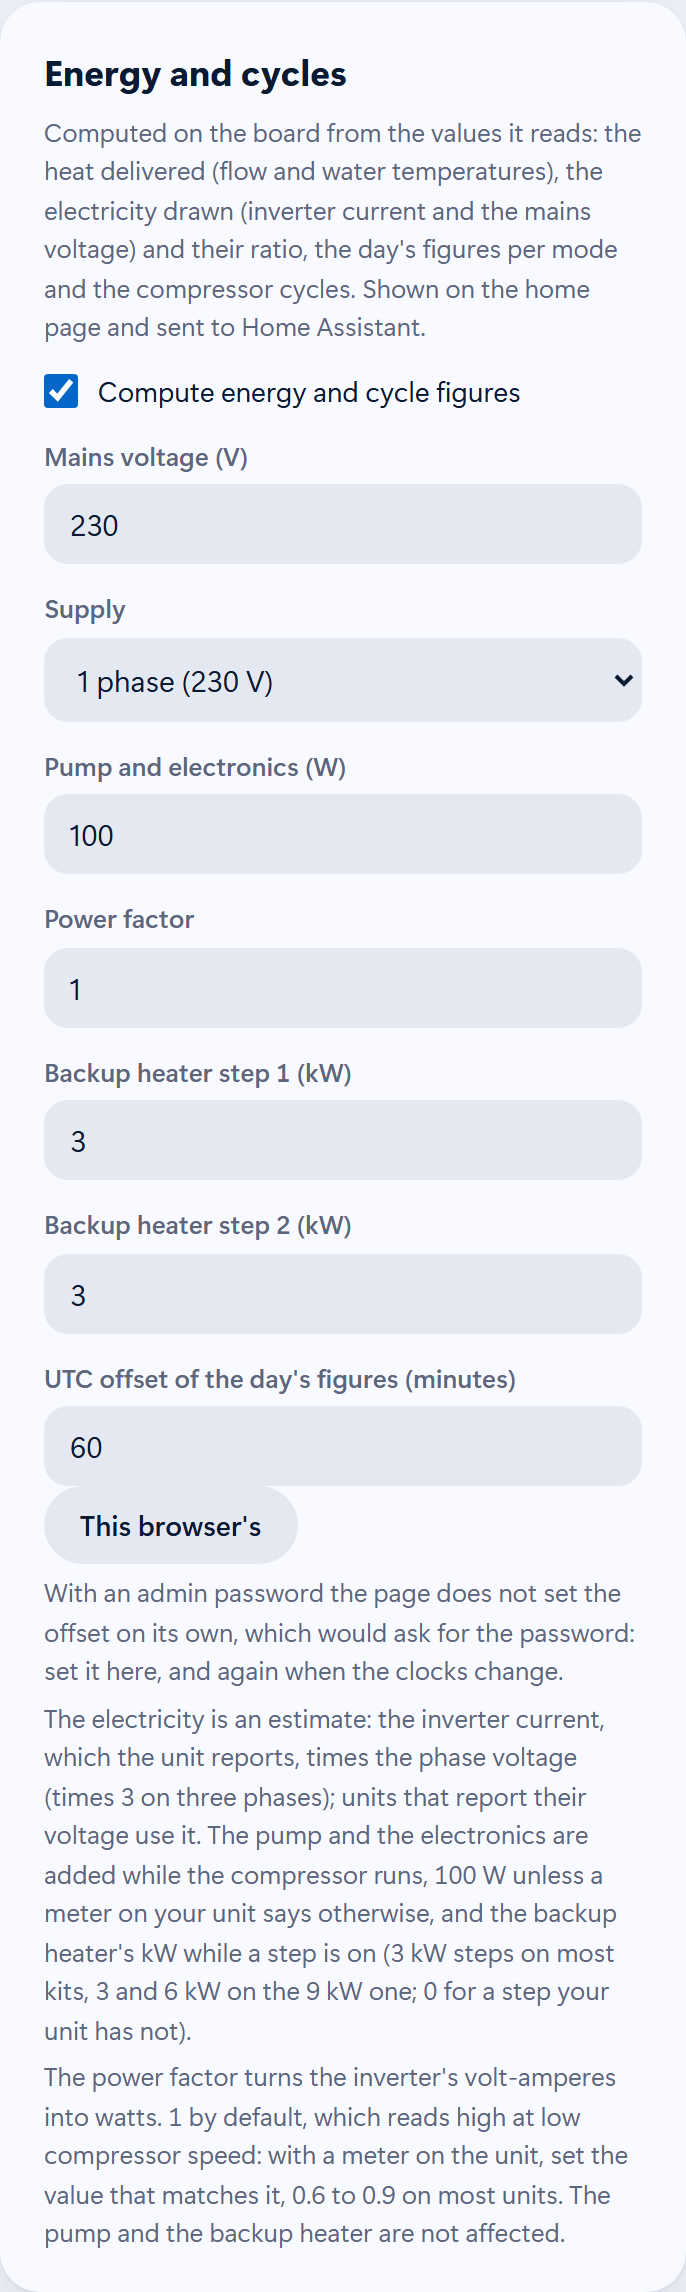 Energy and cycles
Computed on the board from the values it reads: the
heat delivered (flow and water temperatures), the
electricity drawn (inverter current and the mains
voltage) and their ratio, the day's figures per mode
and the compressor cycles. Shown on the home
page and sent to Home Assistant.
Compute energy and cycle figures
Mains voltage (V)
230
Supply
1 phase (230 V)
Pump and electronics (W)
100
Power factor
1
Backup heater step 1 (kW)
3
Backup heater step 2 (kW)
3
UTC offset of the day's figures (minutes)
60
This browser's
With an admin password the page does not set the
offset on its own, which would ask for the password:
set it here, and again when the clocks change.
The electricity is an estimate: the inverter current,
which the unit reports, times the phase voltage
(times 3 on three phases); units that report their
voltage use it. The pump and the electronics are
added while the compressor runs, 100 W unless a
meter on your unit says otherwise, and the backup
heater's kW while a step is on (3 kW steps on most
kits, 3 and 6 kW on the 9 kW one; 0 for a step your
unit has not).
The power factor turns the inverter's volt-amperes
into watts. 1 by default, which reads high at low
compressor speed: with a meter on the unit, set the
value that matches it, 0.6 to 0.9 on most units. The
pump and the backup heater are not affected.